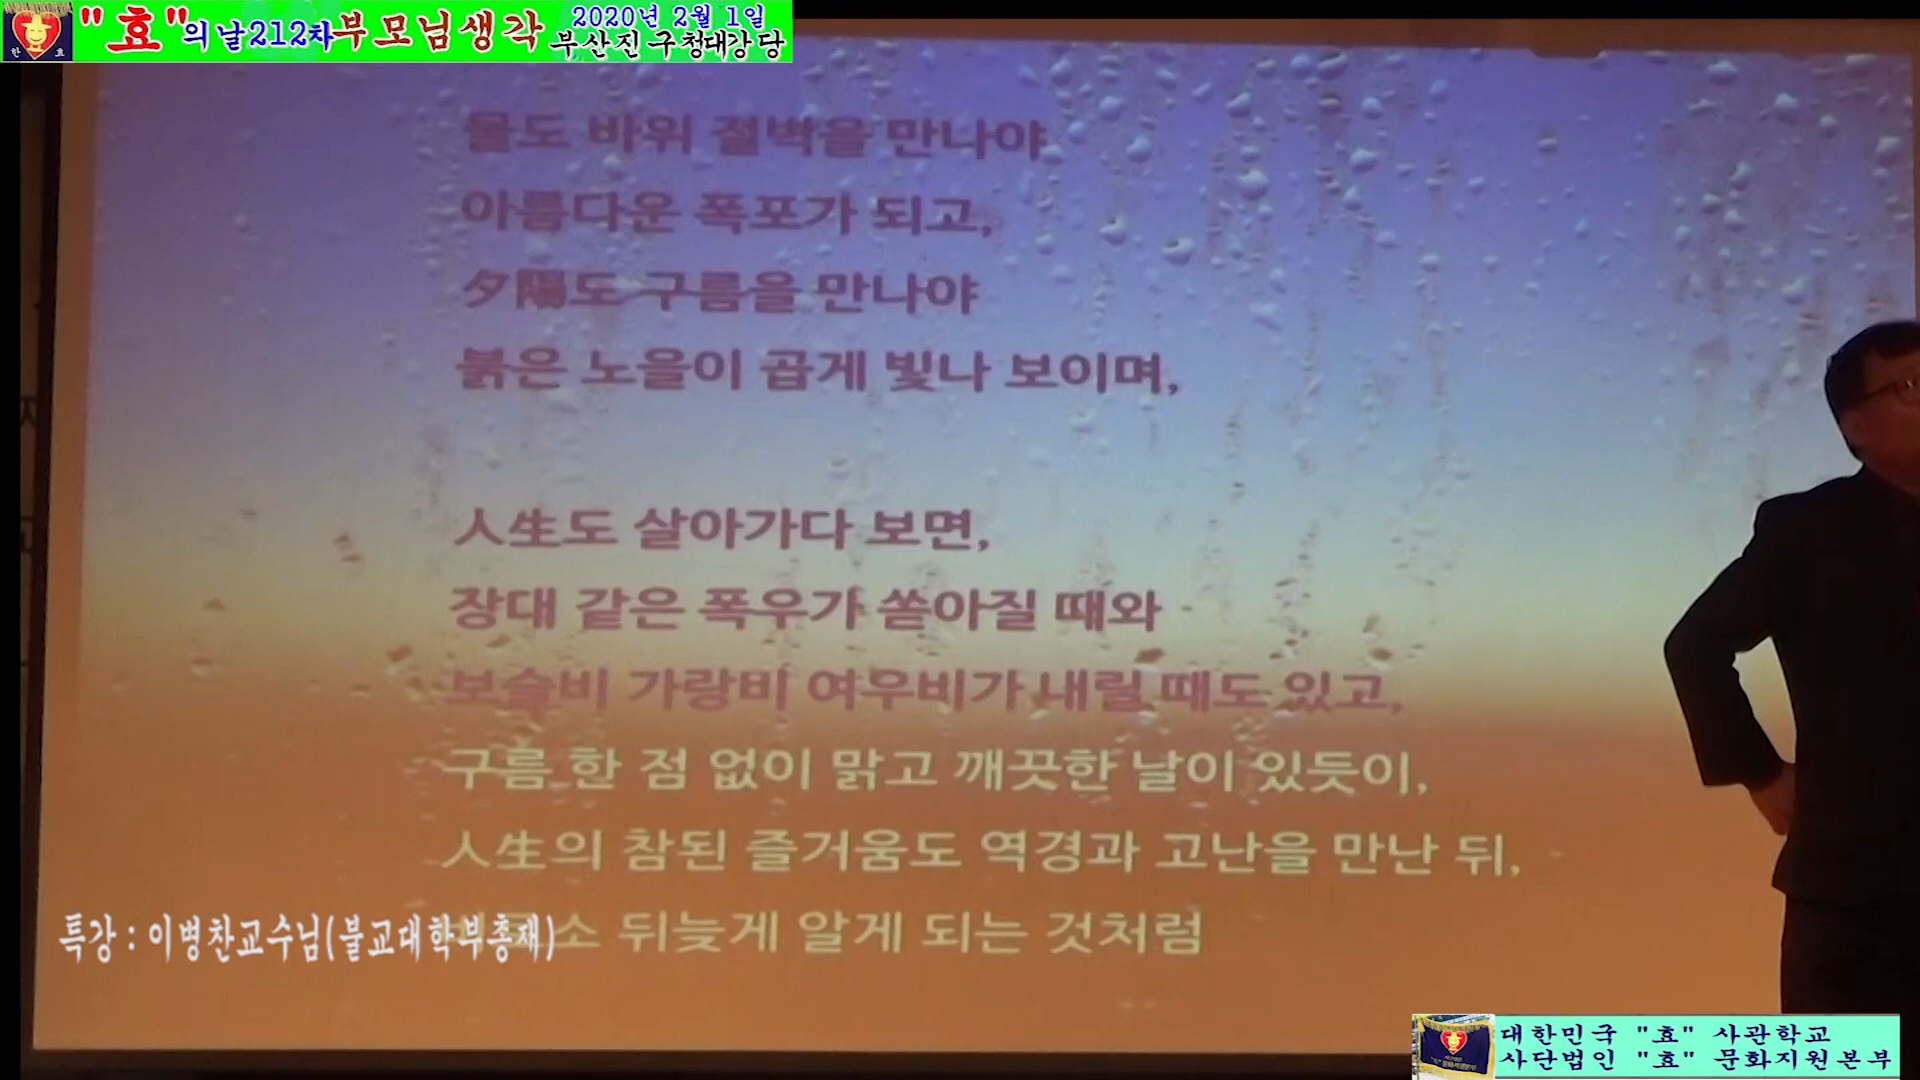 "효"의날212차부모님생각
2020년 2월 1일
부산진구청대강당
한 효
물도 바위 절벽을 만나야
아름다운 폭포가 되고,
夕陽도 구름을 만나야
붉은 노을이 곱게 빛나 보이며,
人生도 살아가다 보면,
장대 같은 폭우가 쏟아질 때와
보슬비 가랑비 여우비가 내릴 때도 있고,
구름 한 점 없이 맑고 깨끗한 날이 있듯이,
人生의 참된 즐거움도 역경과 고난을 만난 뒤,
뒤늦게 알게 되는 것처럼
특강 : 이병찬교수님(불교대학부총재)
대한민국 "효" 사관학교
사단법인 "효" 문화지원본부